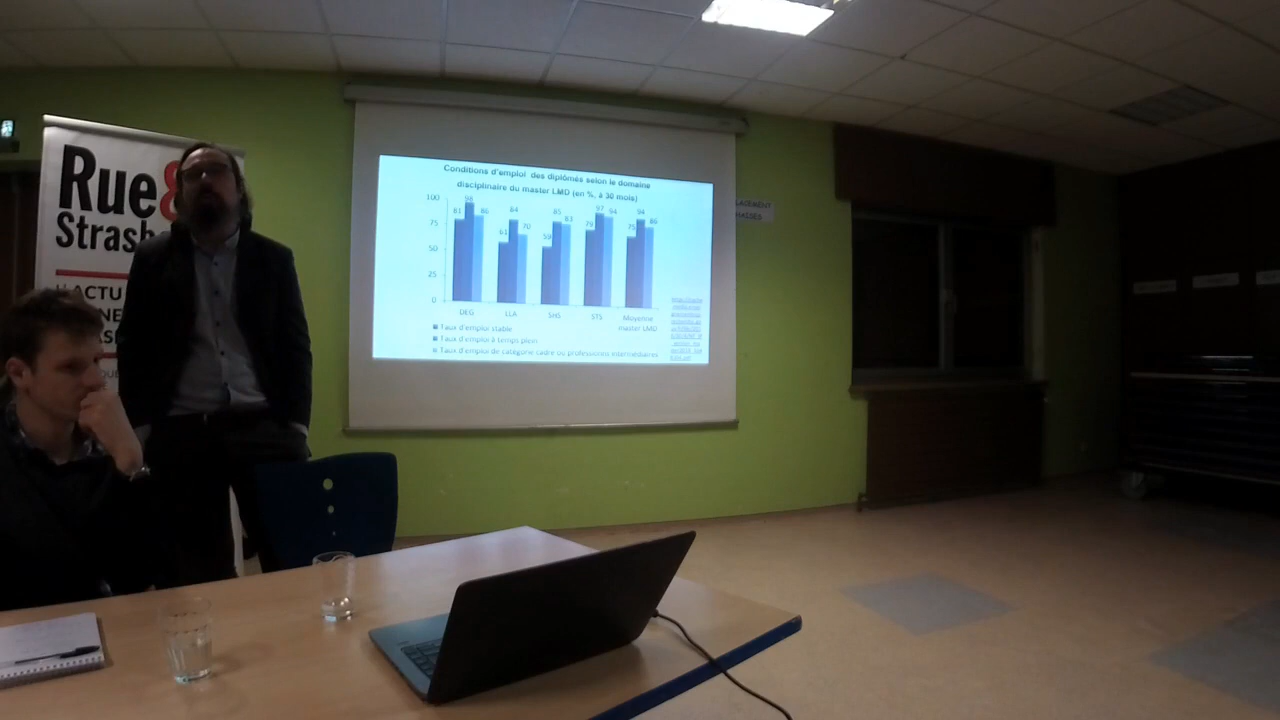 Rue8
Strasb
L'ACTU
Conditions d'emploi des diplômés selon le domaine
disciplinaire du master LMD (en %, à 30 mois)
100
75
50
25
0
81 98 86
61 84 70
59 85 83
79 97 94
75 94 86
DEG LLA SHS STS Moyenne
master LMD
Taux d'emploi stable
Taux d'emploi à temps plein
Taux d'emploi de catégorie cadre ou professions intermédiaires
LACEMENT